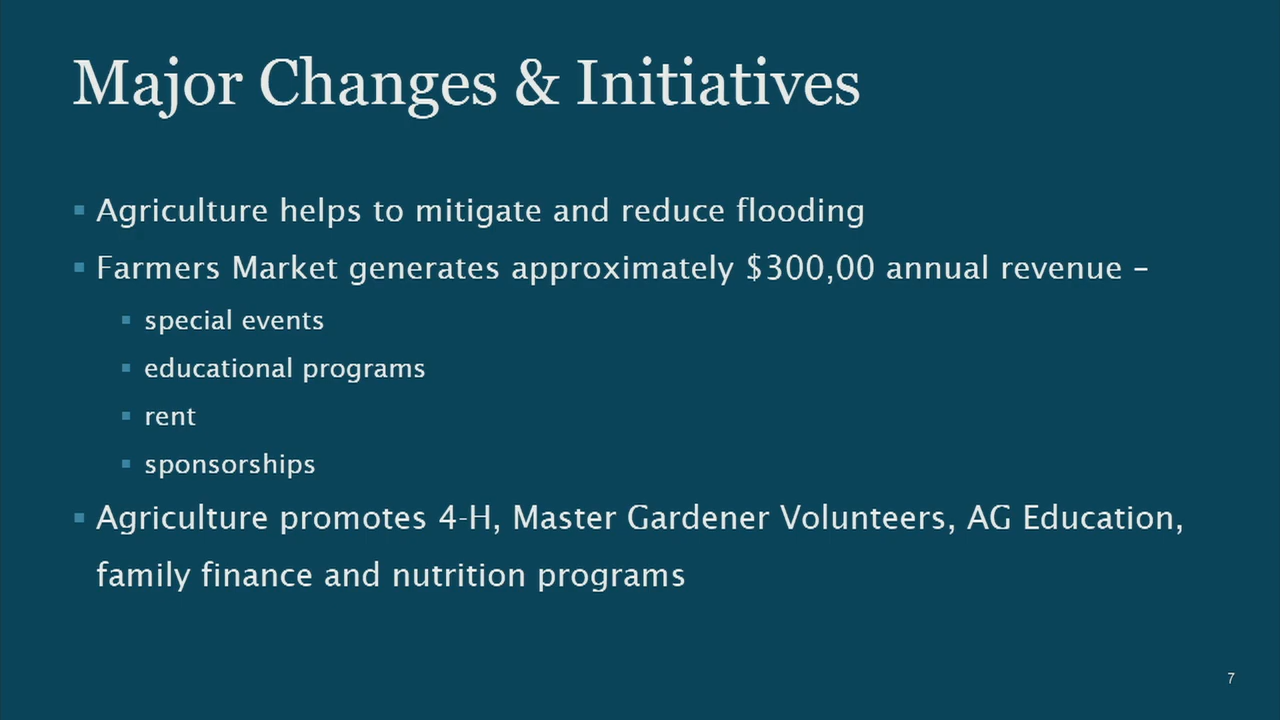 Major Changes & Initiatives
Agriculture helps to mitigate and reduce flooding
Farmers Market generates approximately $300,00 annual revenue –
special events
educational programs
rent
sponsorships
Agriculture promotes 4-H, Master Gardener Volunteers, AG Education,
family finance and nutrition programs
7